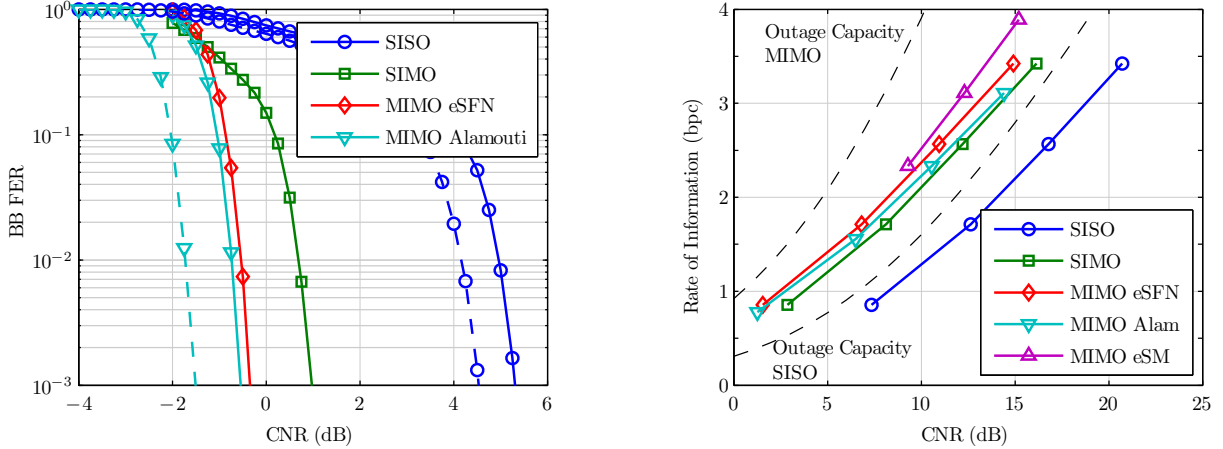 10^0
10^{-1}
10^{-2}
10^{-3}
BB FER
−4
−2
0
2
4
6
CNR (dB)
SISO
SIMO
MIMO eSFN
MIMO Alamouti
4
3
2
1
0
Rate of Information (bpc)
0
5
10
15
20
25
CNR (dB)
Outage Capacity
MIMO
Outage Capacity
SISO
SISO
SIMO
MIMO eSFN
MIMO Alam
MIMO eSM